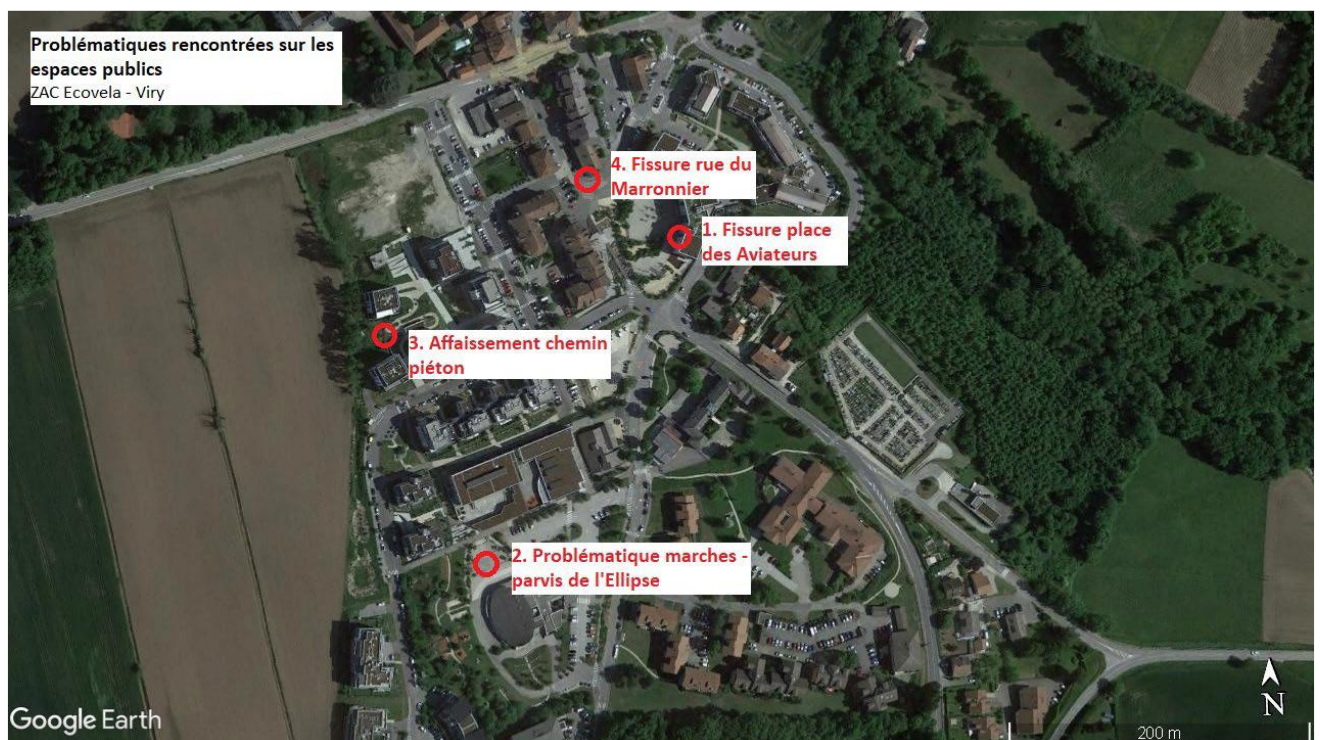 Problématiques rencontrées sur les
espaces publics
ZAC Ecovela - Viry
4. Fissure rue du
Marronnier
1. Fissure place
des Aviateurs
3. Affaissement chemin
piéton
2. Problématique marches -
parvis de l'Ellipse
Google Earth
N
200 m